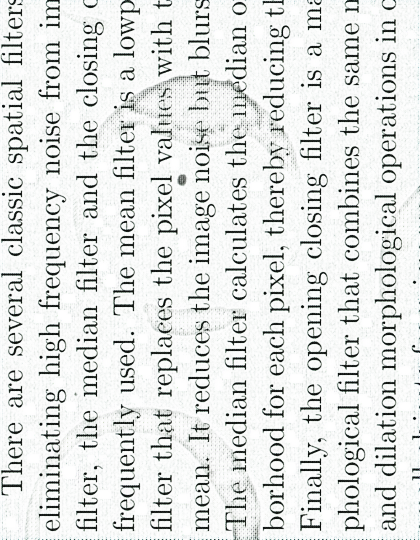 There are several classic spatial filters
eliminating high frequency noise from
filter, the median filter and the closing
frequently used. The mean filter is a lowp
filter that replaces the pixel values with
mean. It reduces the image noise but blurs
The median filter calculates the median
borhood for each pixel, thereby reducing
Finally, the opening closing filter is a
phological filter that combines the same
and dilation morphological operations in